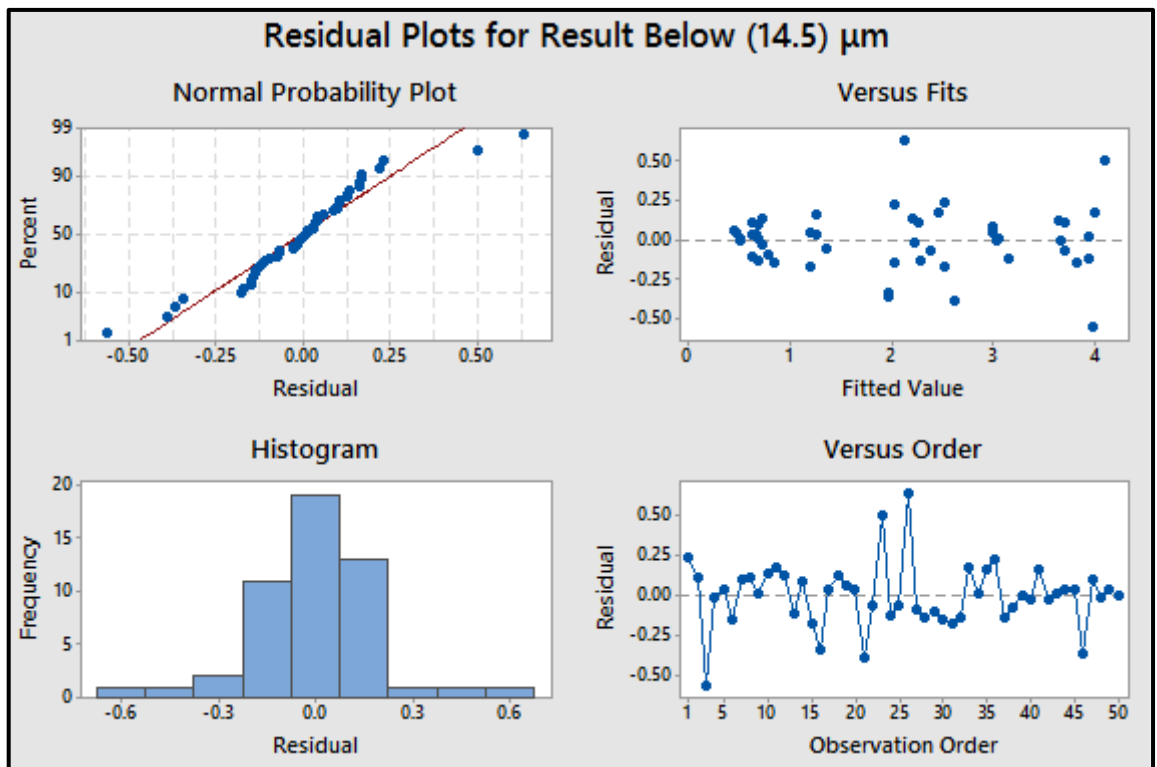 Residual Plots for Result Below (14.5) µm
Normal Probability Plot
99
90
50
10
1
Percent
-0.50 -0.25 0.00 0.25 0.50
Residual
Versus Fits
0.50
0.25
0.00
-0.25
-0.50
Residual
0 1 2 3 4
Fitted Value
Histogram
20
15
10
5
0
Frequency
-0.6 -0.3 0.0 0.3 0.6
Residual
Versus Order
0.50
0.25
0.00
-0.25
-0.50
Residual
1 5 10 15 20 25 30 35 40 45 50
Observation Order